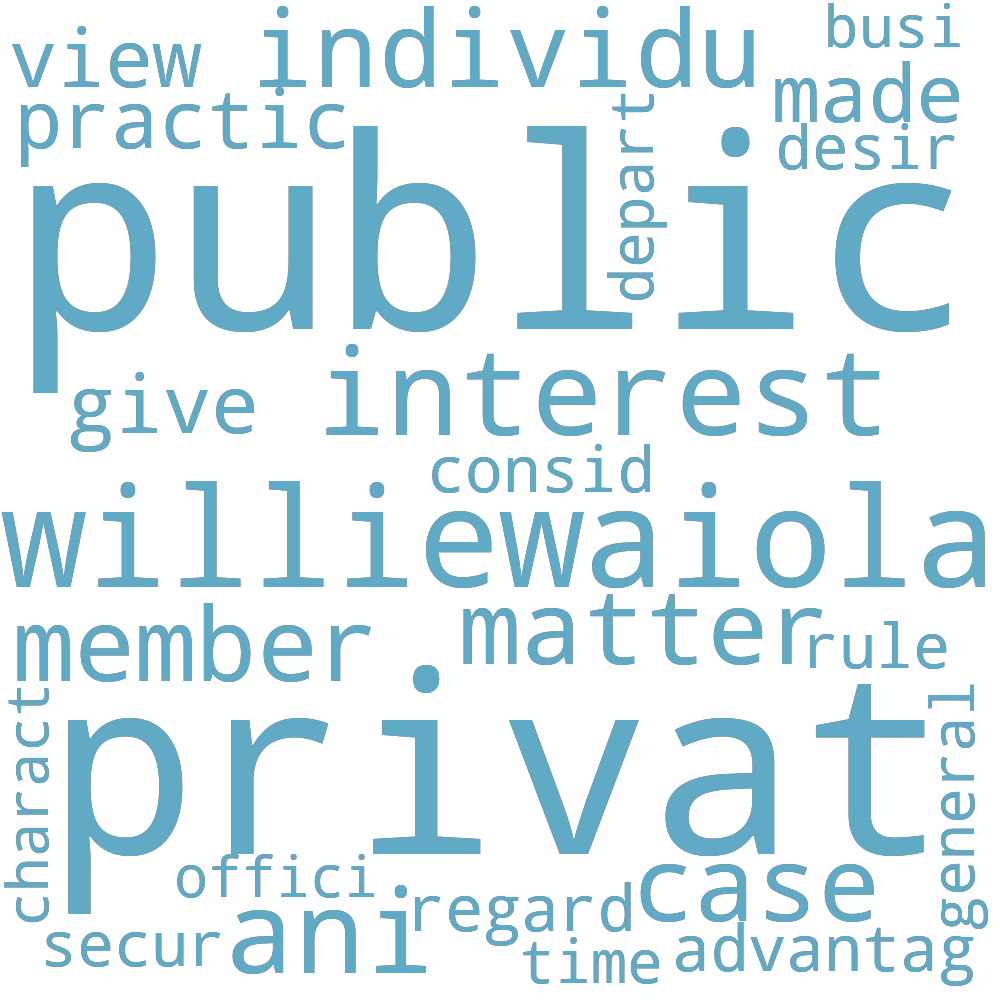 busi
view individu
made
practic
depart
desir
public
interest
give
consid
williewaiola
member matter
rule
privat
charact
general
offici
case
regard
ani
secur
time advantag